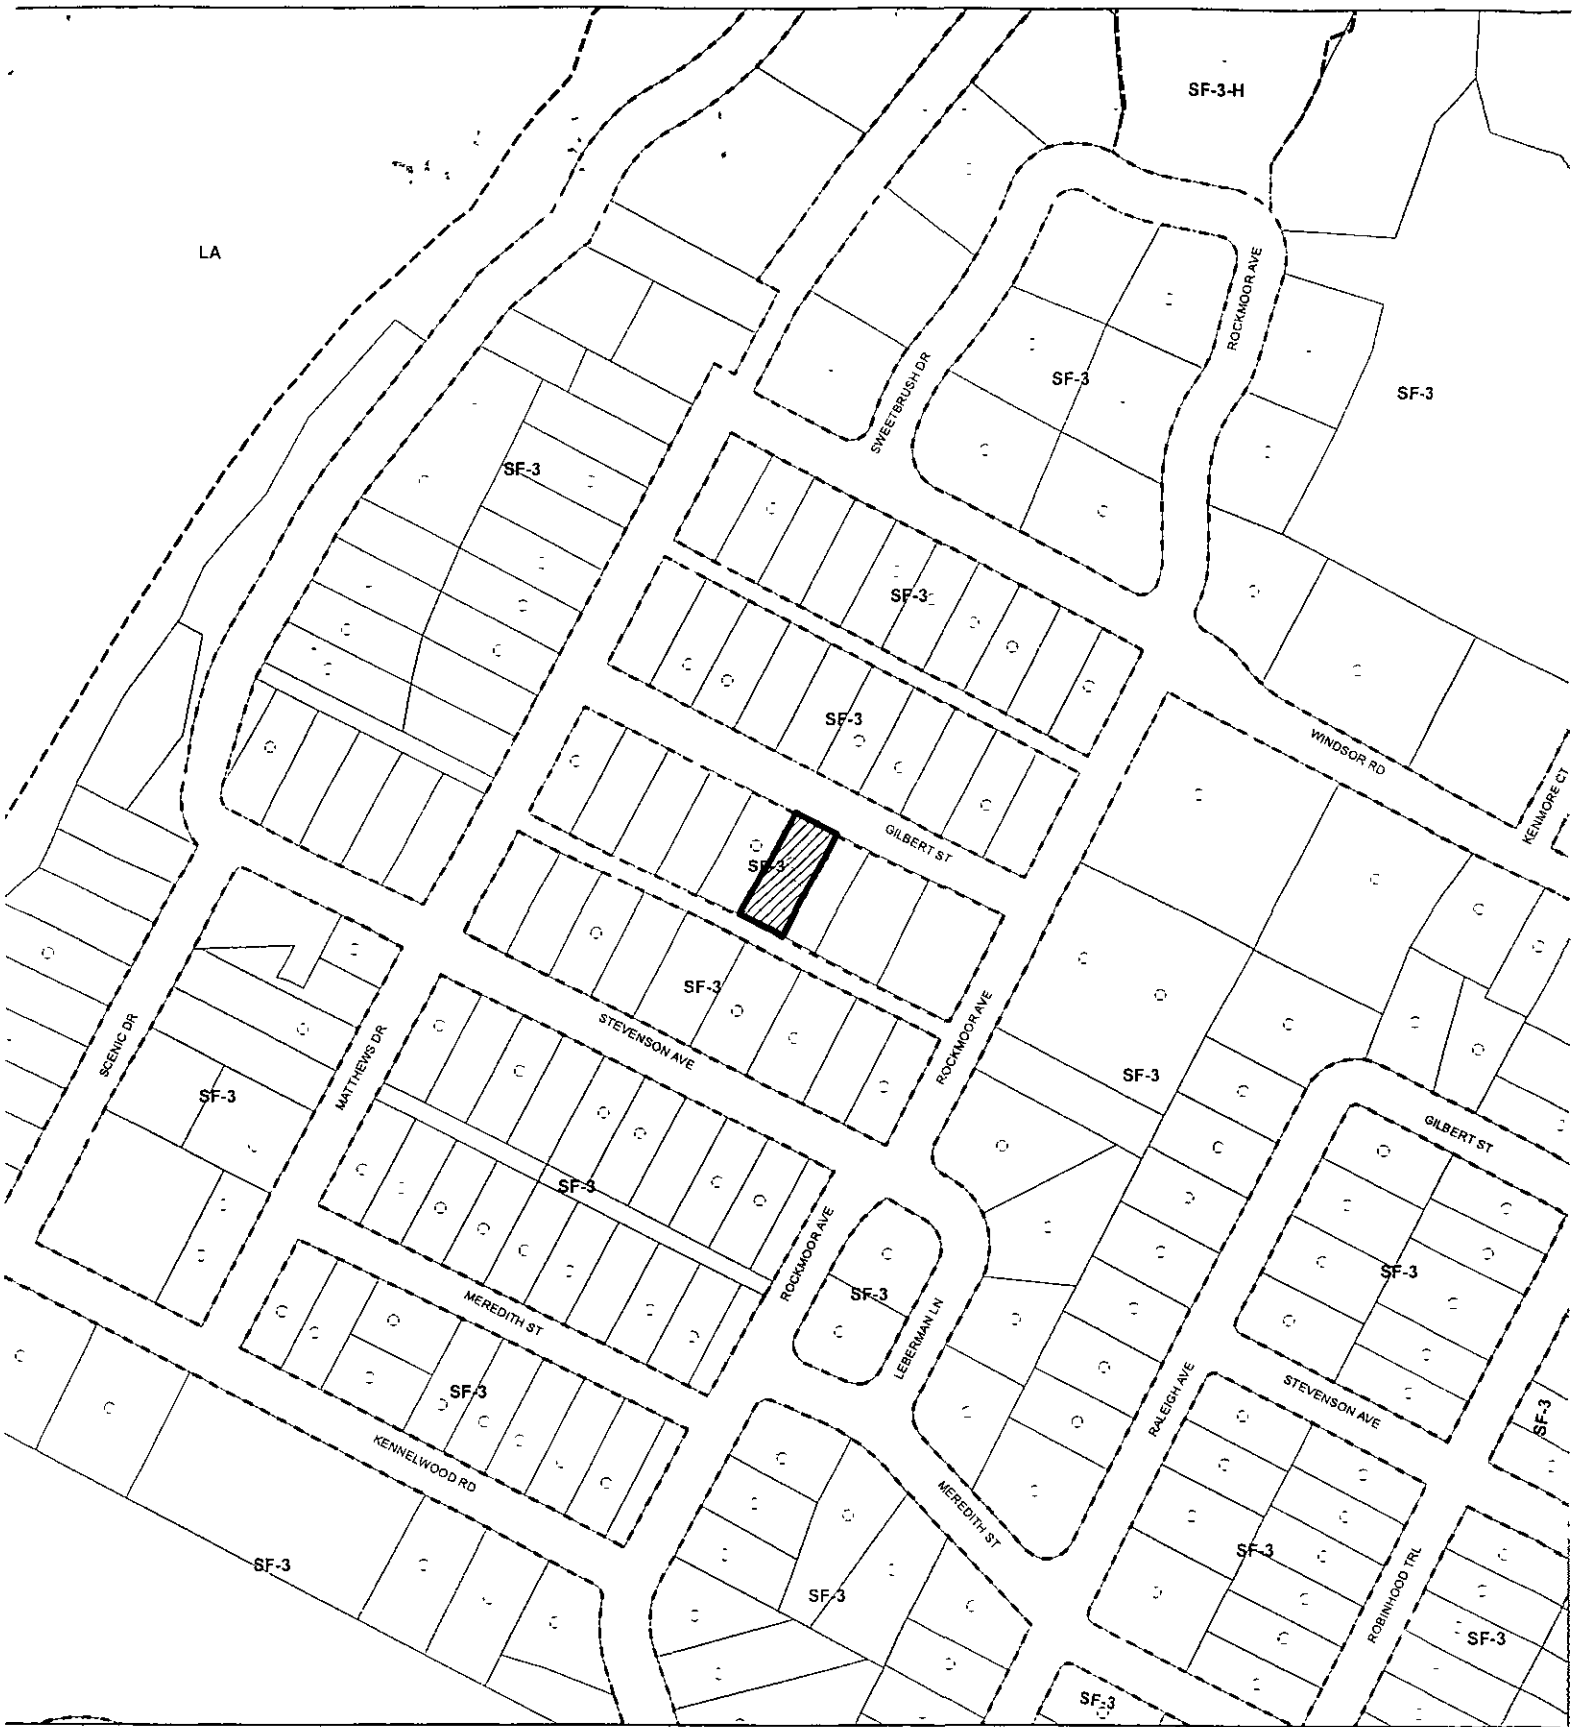 SF-3-H
LA
ROCKMOOR AVE
SWEETBRUSH DR
SF-3
SF-3
SF-3
SF-3
SF-3
WINDSOR RD
KENMORE CT
GILBERT ST
SF-3
SF-3
STEVENSON AVE
ROCKMOOR AVE
SCENIC DR
MATTHEWS DR
SF-3
SF-3
GILBERT ST
SF-3
ROCKMOOR AVE
SF-3
SF-3
LEBERMAN LN
MEREDITH ST
SF-3
RALEIGH AVE
STEVENSON AVE
SF-3
KENNELWOOD RD
MEREDITH ST
SF-3
SF-3
SF-3
ROBINHOOD TRL
SF-3
SF-3